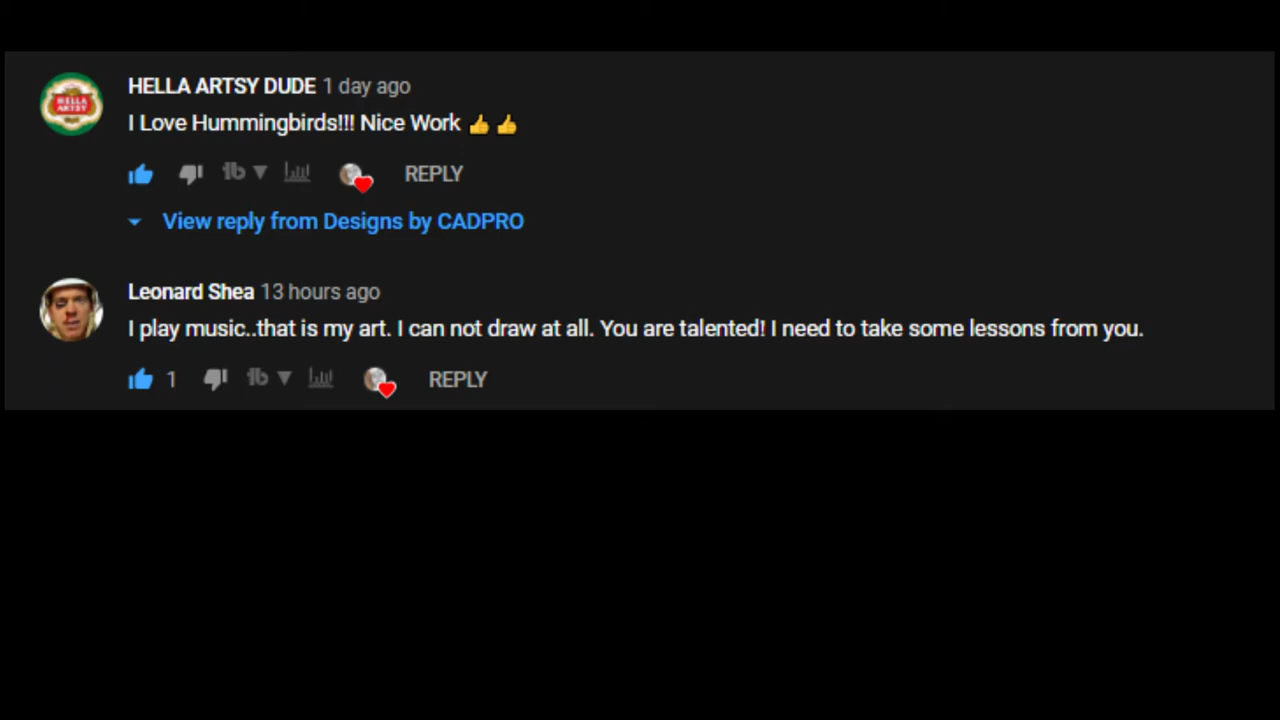 HELLA ARTSY DUDE 1 day ago
HELLA
ARTSY
I Love Hummingbirds!!! Nice Work 👍 👍
REPLY
View reply from Designs by CADPRO
Leonard Shea 13 hours ago
I play music..that is my art. I can not draw at all. You are talented! I need to take some lessons from you.
1
REPLY